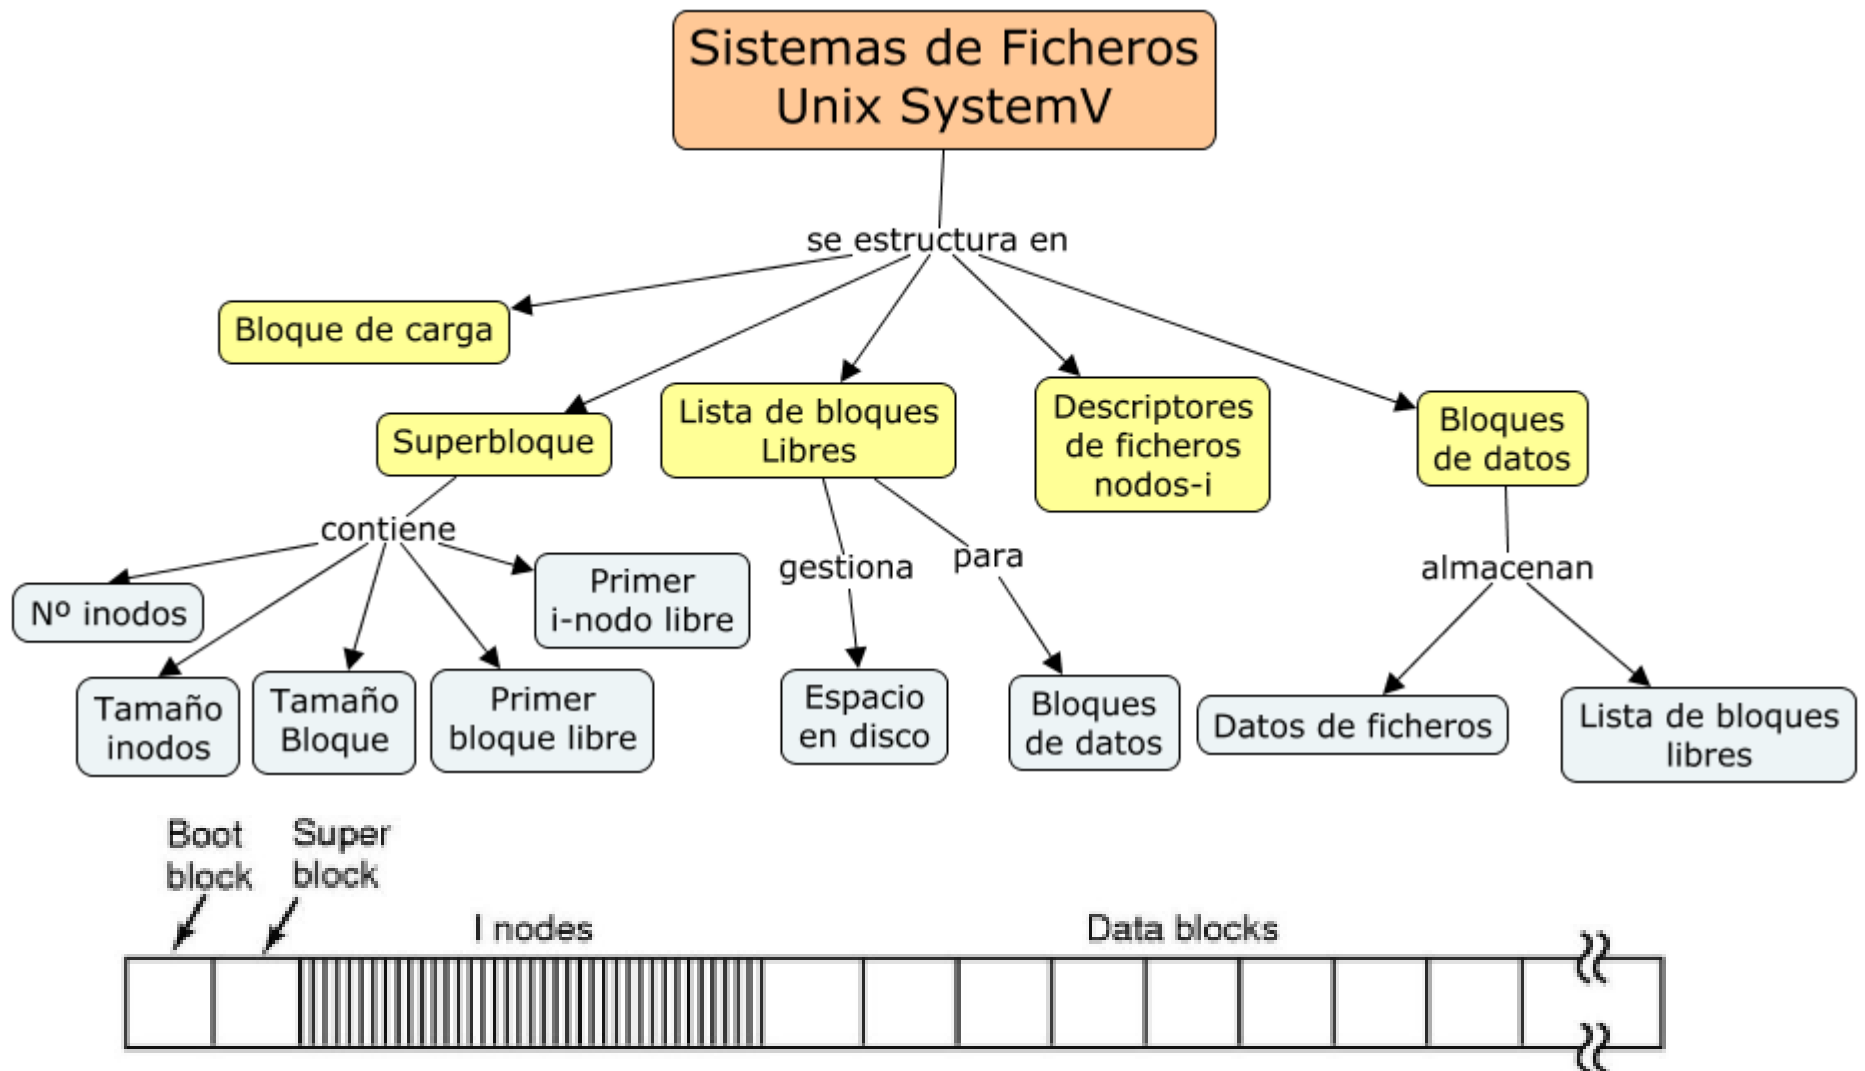 Sistemas de Ficheros
Unix SystemV
se estructura en
Bloque de carga
Superbloque
Lista de bloques
Libres
Descriptores
de ficheros
nodos-i
Bloques
de datos
contiene
gestiona
para
almacenan
Nº inodos
Tamaño
inodos
Tamaño
Bloque
Primer
bloque libre
Primer
i-nodo libre
Espacio
en disco
Bloques
de datos
Datos de ficheros
Lista de bloques
libres
Boot
block
Super
block
I nodes
Data blocks